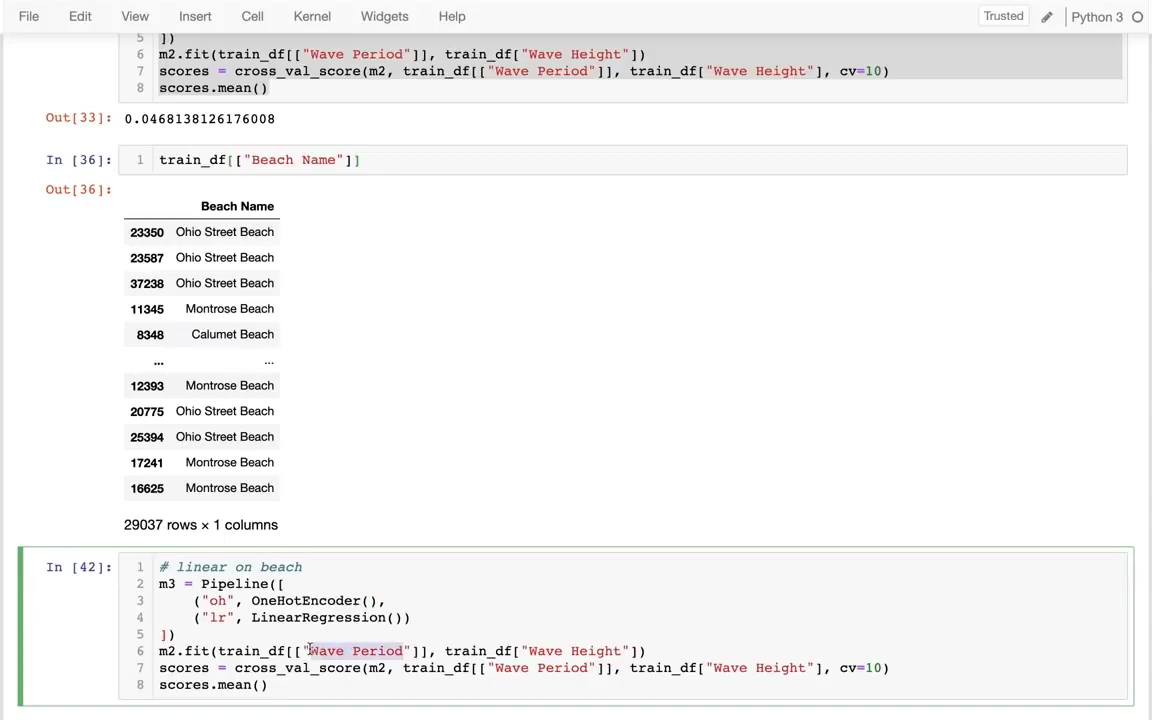 File Edit View Insert Cell Kernel Widgets Help Trusted Python 3
5 ])
6 m2.fit(train_df[["Wave Period"]], train_df["Wave Height"])
7 scores = cross_val_score(m2, train_df[["Wave Period"]], train_df["Wave Height"], cv=10)
8 scores.mean()
Out[33]: 0.0468138126176008
In [36]: 1 train_df[["Beach Name"]]
Out[36]:
Beach Name
23350 Ohio Street Beach
23587 Ohio Street Beach
37238 Ohio Street Beach
11345 Montrose Beach
8348 Calumet Beach
... ...
12393 Montrose Beach
20775 Ohio Street Beach
25394 Ohio Street Beach
17241 Montrose Beach
16625 Montrose Beach
29037 rows × 1 columns
In [42]: 1 # linear on beach
2 m3 = Pipeline([
3 ("oh", OneHotEncoder(),
4 ("lr", LinearRegression())
5 ])
6 m2.fit(train_df[["Wave Period"]], train_df["Wave Height"])
7 scores = cross_val_score(m2, train_df[["Wave Period"]], train_df["Wave Height"], cv=10)
8 scores.mean()